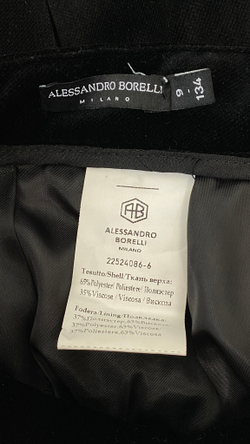 ALESSANDRO BORELLI
MILANO
9 - 134
AB
ALESSANDRO
BORELLI
MILANO
22524086-6
Tessuto/Shell/Ткань верха:
65%Polyester/ Poliestere/ Полиэстер
35% Viscose / Viscosa / Вискоза
Fodera/Lining/